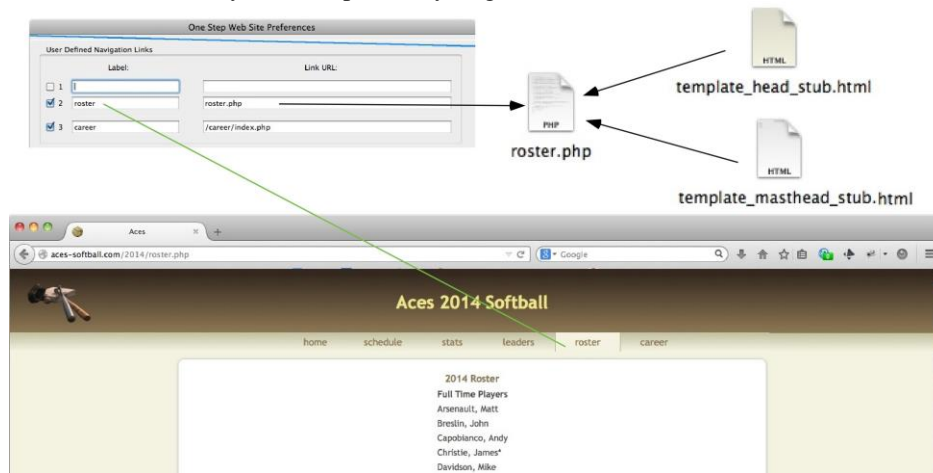 One Step Web Site Preferences
User Defined Navigation Links
Label: Link URL:
1
2 roster roster.php
3 career /career/index.php
HTML
template_head_stub.html
PHP
roster.php
HTML
template_masthead_stub.html
Aces
aces-softball.com/2014/roster.php
Google
Aces 2014 Softball
home schedule stats leaders roster career
2014 Roster
Full Time Players
Arsenault, Matt
Breslin, John
Capobianco, Andy
Christie, James*
Davidson, Mike